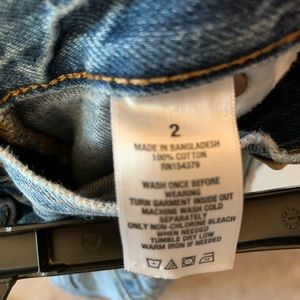 2
MADE IN BANGLADESH
100% COTTON
RN154379
WASH ONCE BEFORE
WEARING
TURN GARMENT INSIDE OUT
MACHINE WASH COLD
SEPARATELY
ONLY NON-CHLORINE BLEACH
WHEN NEEDED
TUMBLE DRY LOW
WARM IRON IF NEEDED